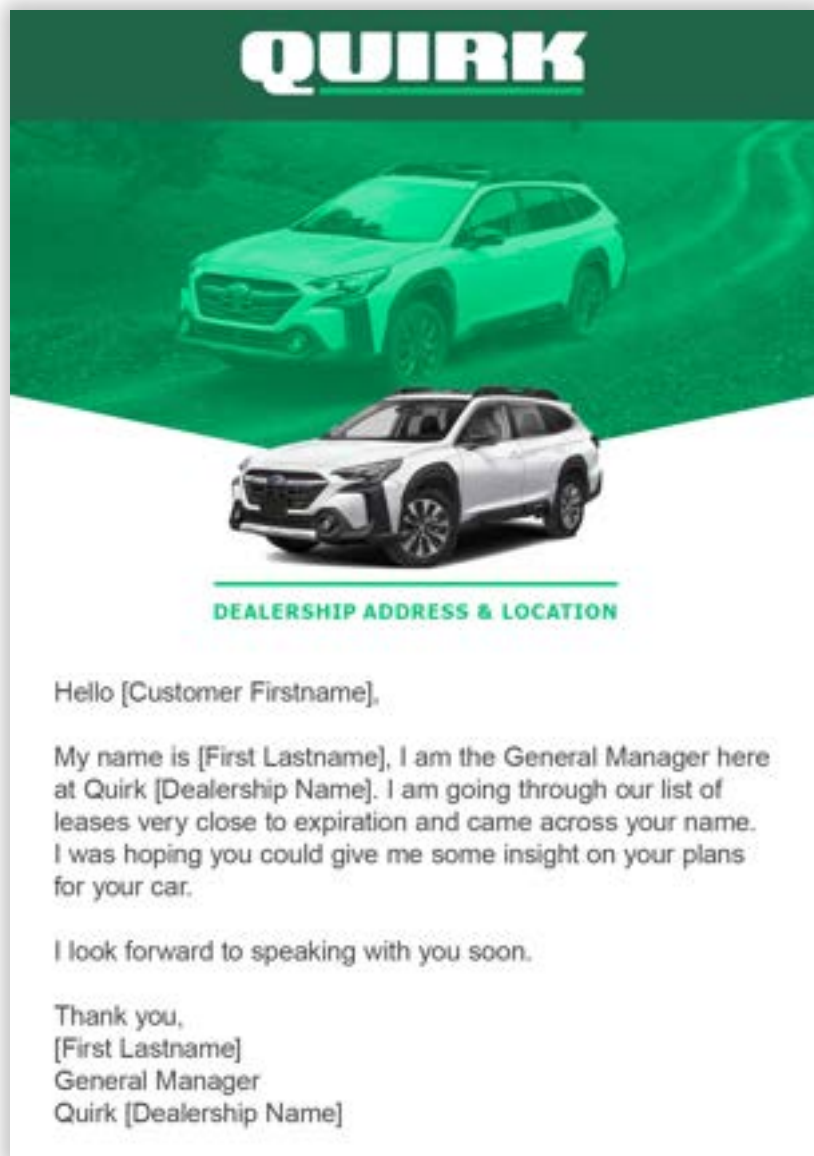 QUIRK
DEALERSHIP ADDRESS & LOCATION
Hello [Customer Firstname],
My name is [First Lastname], I am the General Manager here
at Quirk [Dealership Name]. I am going through our list of
leases very close to expiration and came across your name.
I was hoping you could give me some insight on your plans
for your car.
I look forward to speaking with you soon.
Thank you,
[First Lastname]
General Manager
Quirk [Dealership Name]